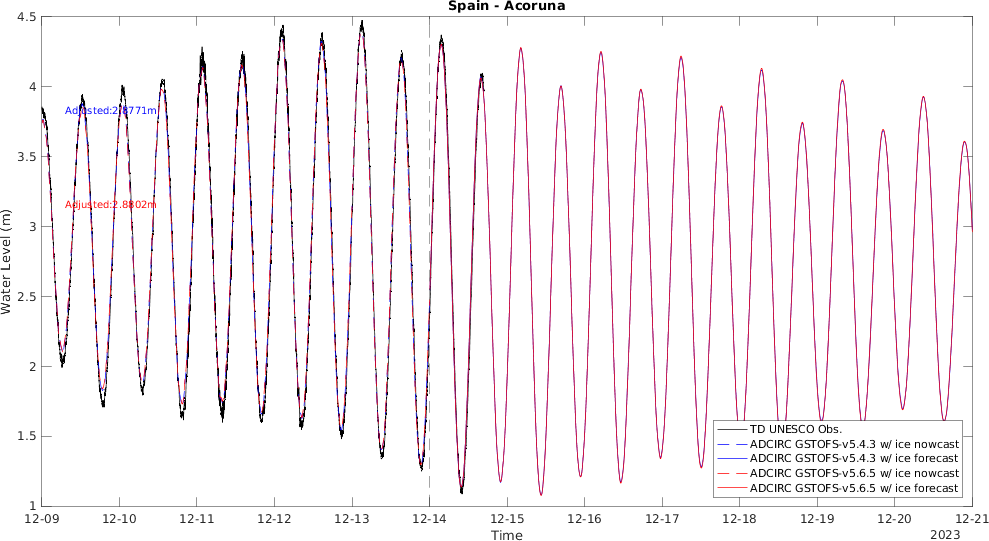 Spain - Acoruna
4.5
4
3.5
3
2.5
2
1.5
1
Water Level (m)
Adjusted:2.8771m
Adjusted:2.8802m
TD UNESCO Obs.
ADCIRC GSTOFS-v5.4.3 w/ ice nowcast
ADCIRC GSTOFS-v5.4.3 w/ ice forecast
ADCIRC GSTOFS-v5.6.5 w/ ice nowcast
ADCIRC GSTOFS-v5.6.5 w/ ice forecast
12-09 12-10 12-11 12-12 12-13 12-14 12-15 12-16 12-17 12-18 12-19 12-20 12-21
Time
2023